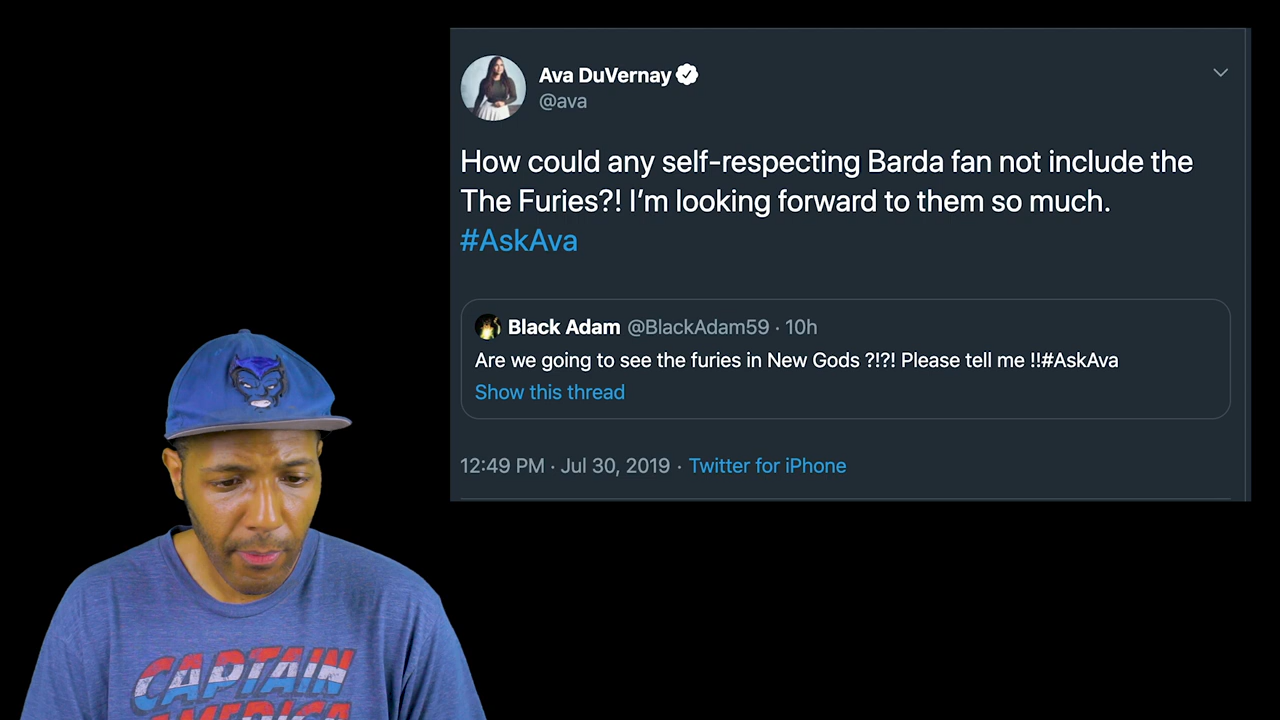 Ava DuVernay
@ava
How could any self-respecting Barda fan not include the
The Furies?! I’m looking forward to them so much.
#AskAva
Black Adam @BlackAdam59 · 10h
Are we going to see the furies in New Gods ?!?! Please tell me !!#AskAva
Show this thread
12:49 PM · Jul 30, 2019 · Twitter for iPhone
CAPTAIN
AMERICA